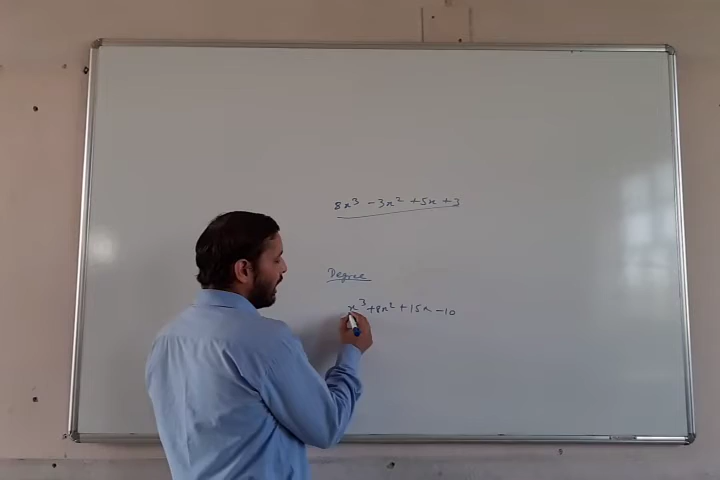 8x³ - 3x² + 5x + 3
Degree
x³ + 8x² + 15x - 10